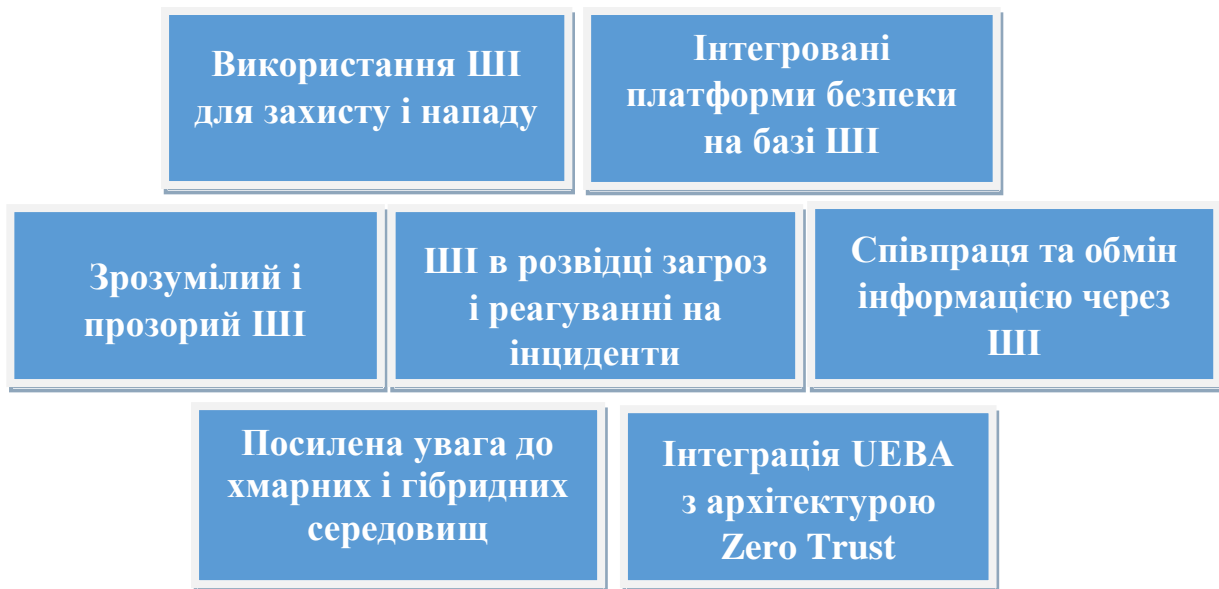 Використання ШІ
для захисту і нападу
Інтегровані
платформи безпеки
на базі ШІ
Зрозумілий і
прозорий ШІ
ШІ в розвідці загроз
і реагуванні на
інциденти
Співпраця та обмін
інформацією через
ШІ
Посилена увага до
хмарних і гібридних
середовищ
Інтеграція UEBA
з архітектурою
Zero Trust